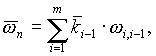 ϖ̅ₙ = ∑ᵢ₌₁ᵐ k̅ᵢ₋₁ · ωᵢ,ᵢ₋₁,